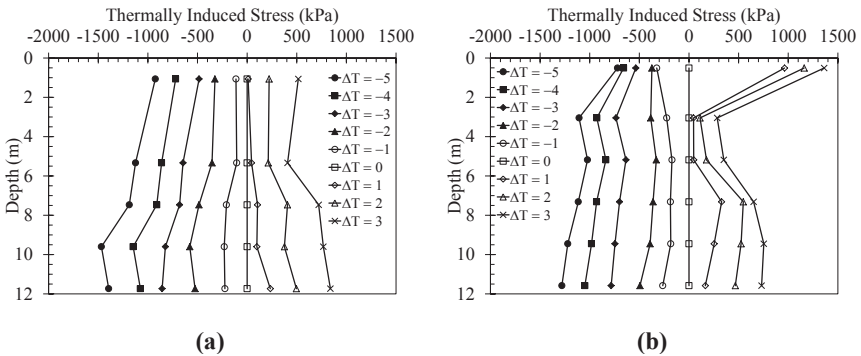 Thermally Induced Stress (kPa)
-2000 -1500 -1000 -500 0 500 1000 1500
0
2
4
6
8
10
12
Depth (m)
ΔT = −5
ΔT = −4
ΔT = −3
ΔT = −2
ΔT = −1
ΔT = 0
ΔT = 1
ΔT = 2
ΔT = 3
(a)
Thermally Induced Stress (kPa)
-2000 -1500 -1000 -500 0 500 1000 1500
0
2
4
6
8
10
12
Depth (m)
ΔT = −5
ΔT = −4
ΔT = −3
ΔT = −2
ΔT = −1
ΔT = 0
ΔT = 1
ΔT = 2
ΔT = 3
(b)